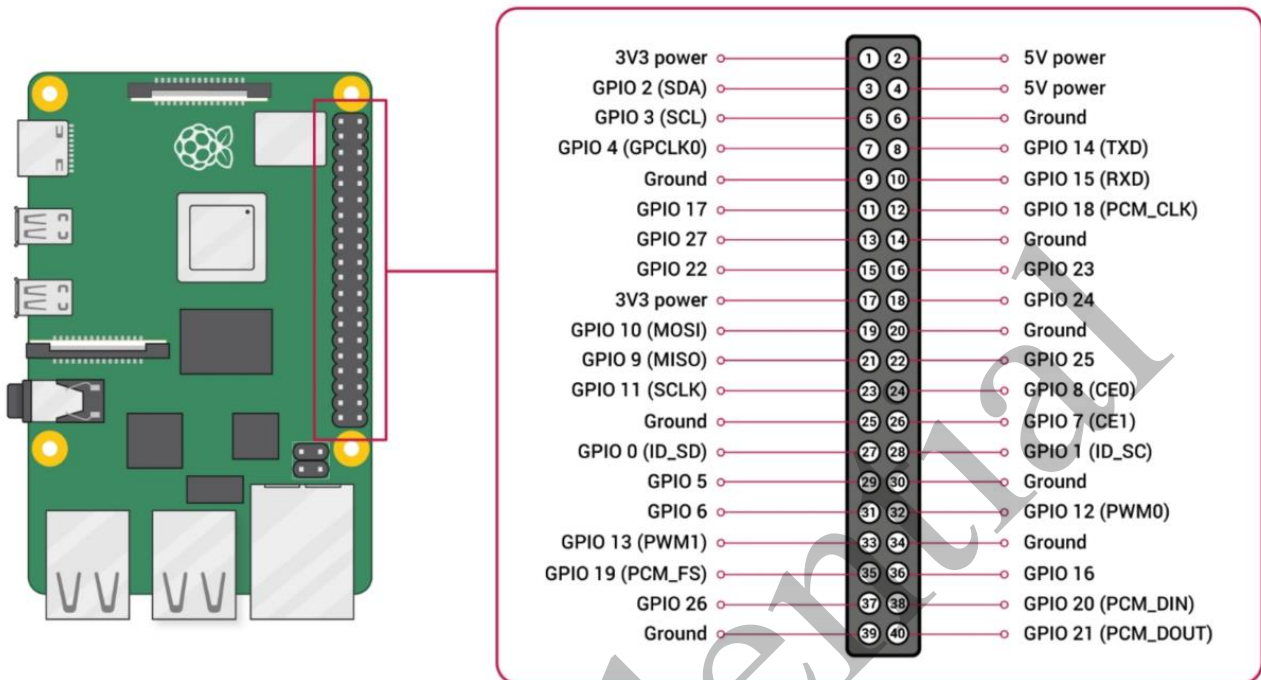 3V3 power 1 2 5V power
GPIO 2 (SDA) 3 4 5V power
GPIO 3 (SCL) 5 6 Ground
GPIO 4 (GPCLK0) 7 8 GPIO 14 (TXD)
Ground 9 10 GPIO 15 (RXD)
GPIO 17 11 12 GPIO 18 (PCM_CLK)
GPIO 27 13 14 Ground
GPIO 22 15 16 GPIO 23
3V3 power 17 18 GPIO 24
GPIO 10 (MOSI) 19 20 Ground
GPIO 9 (MISO) 21 22 GPIO 25
GPIO 11 (SCLK) 23 24 GPIO 8 (CE0)
Ground 25 26 GPIO 7 (CE1)
GPIO 0 (ID_SD) 27 28 GPIO 1 (ID_SC)
GPIO 5 29 30 Ground
GPIO 6 31 32 GPIO 12 (PWM0)
GPIO 13 (PWM1) 33 34 Ground
GPIO 19 (PCM_FS) 35 36 GPIO 16
GPIO 26 37 38 GPIO 20 (PCM_DIN)
Ground 39 40 GPIO 21 (PCM_DOUT)